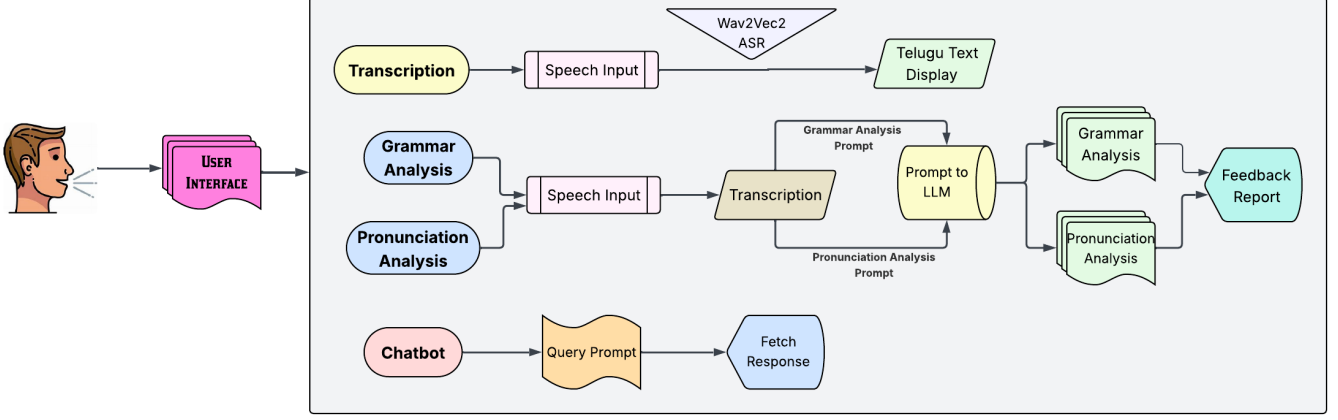 Wav2Vec2
ASR
Transcription
Speech Input
Telugu Text
Display
USER
INTERFACE
Grammar
Analysis
Pronunciation
Analysis
Speech Input
Transcription
Grammar Analysis
Prompt
Pronunciation Analysis
Prompt
Prompt to
LLM
Grammar
Analysis
Pronunciation
Analysis
Feedback
Report
Chatbot
Query Prompt
Fetch
Response